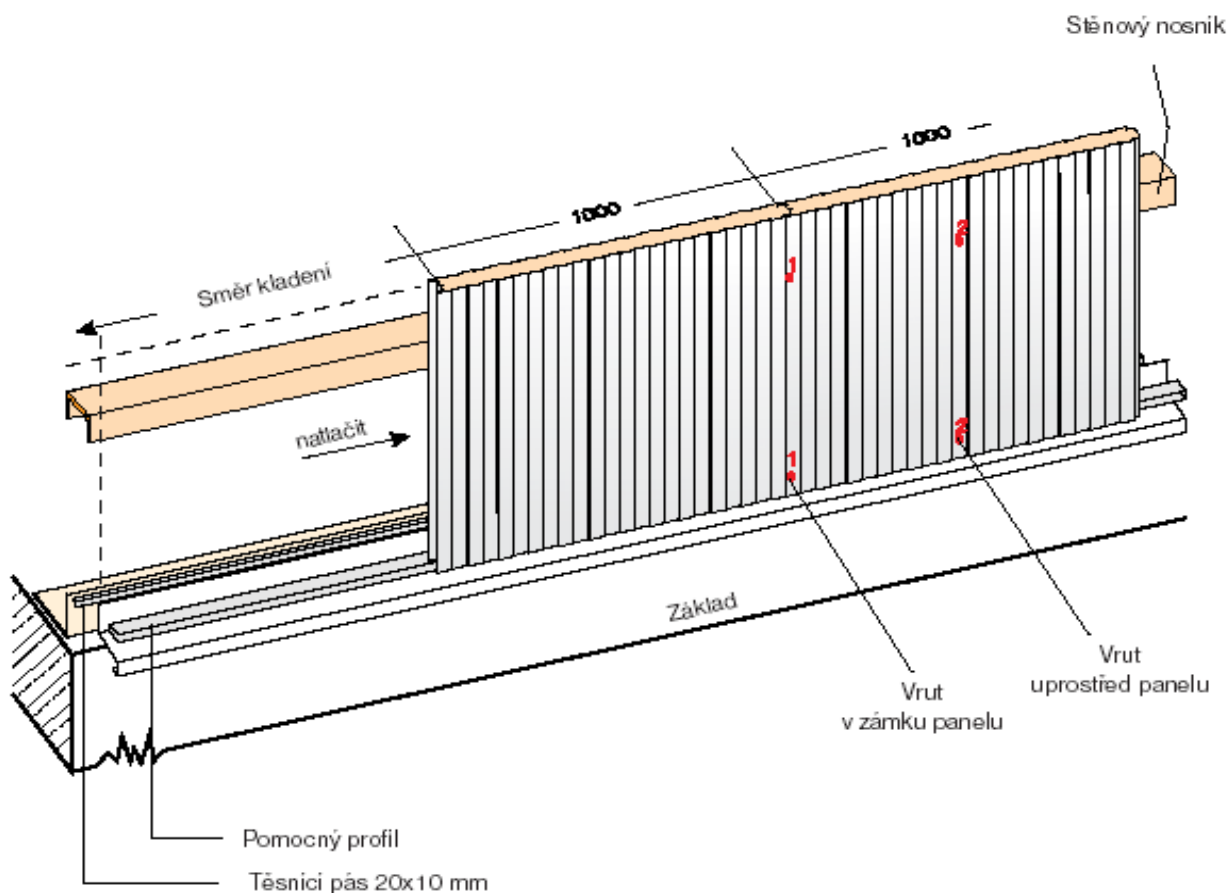 Stěnový nosník
1000
1000
Směr kladení
2
1
natlačit
2
1
Základ
Vrut
uprostřed panelu
Vrut
v zámku panelu
Pomocný profil
Těsnící pás 20x10 mm